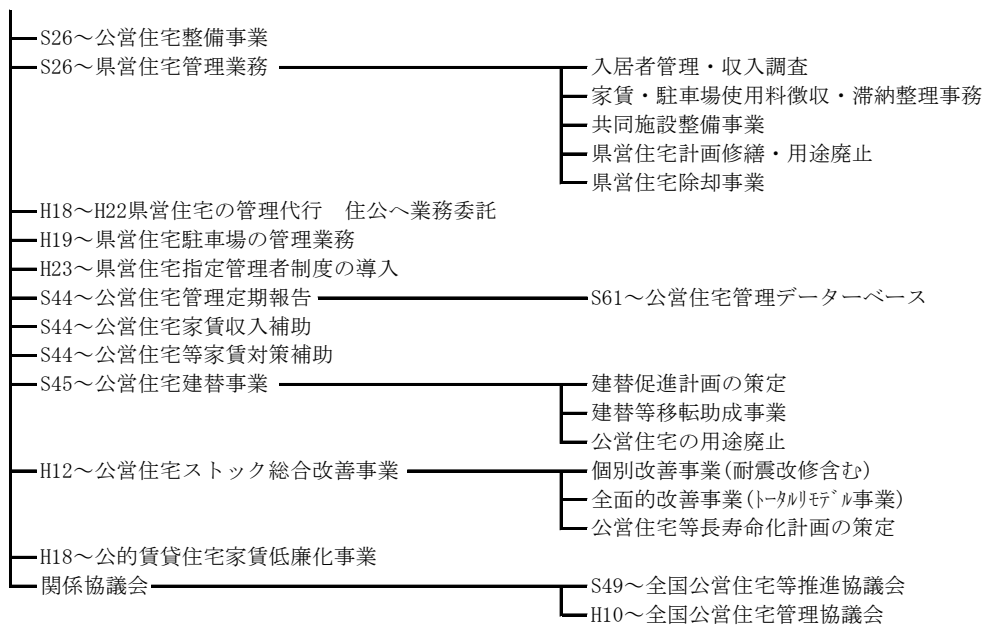 S26～公営住宅整備事業
S26～県営住宅管理業務 入居者管理・収入調査
家賃・駐車場使用料徴収・滞納整理事務
共同施設整備事業
県営住宅計画修繕・用途廃止
県営住宅除却事業
H18～H22県営住宅の管理代行　住公へ業務委託
H19～県営住宅駐車場の管理業務
H23～県営住宅指定管理者制度の導入
S44～公営住宅管理定期報告 S61～公営住宅管理データーベース
S44～公営住宅家賃収入補助
S44～公営住宅等家賃対策補助
S45～公営住宅建替事業 建替促進計画の策定
建替等移転助成事業
公営住宅の用途廃止
H12～公営住宅ストック総合改善事業 個別改善事業(耐震改修含む)
全面的改善事業(ﾄｰﾀﾙﾘﾓﾃﾞﾙ事業)
公営住宅等長寿命化計画の策定
H18～公的賃貸住宅家賃低廉化事業
関係協議会 S49～全国公営住宅等推進協議会
H10～全国公営住宅管理協議会